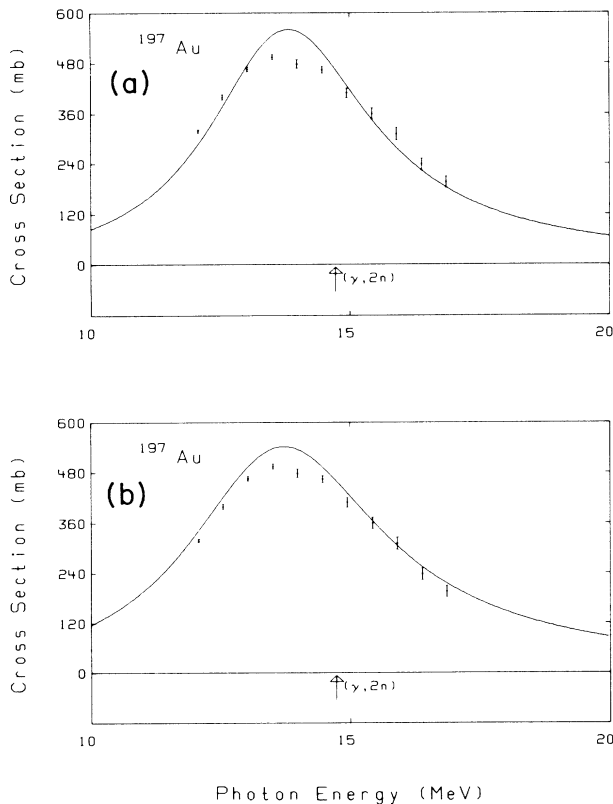 600
197 Au
480
(a)
360
240
120
0
(γ,2n)
10
15
20
Cross Section (mb)
600
197 Au
480
(b)
360
240
120
0
(γ,2n)
10
15
20
Cross Section (mb)
Photon Energy (MeV)